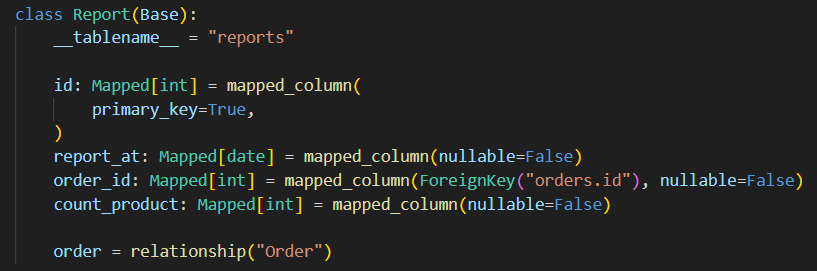 class Report(Base):
    __tablename__ = "reports"

    id: Mapped[int] = mapped_column(
        primary_key=True,
    )
    report_at: Mapped[date] = mapped_column(nullable=False)
    order_id: Mapped[int] = mapped_column(ForeignKey("orders.id"), nullable=False)
    count_product: Mapped[int] = mapped_column(nullable=False)

    order = relationship("Order")